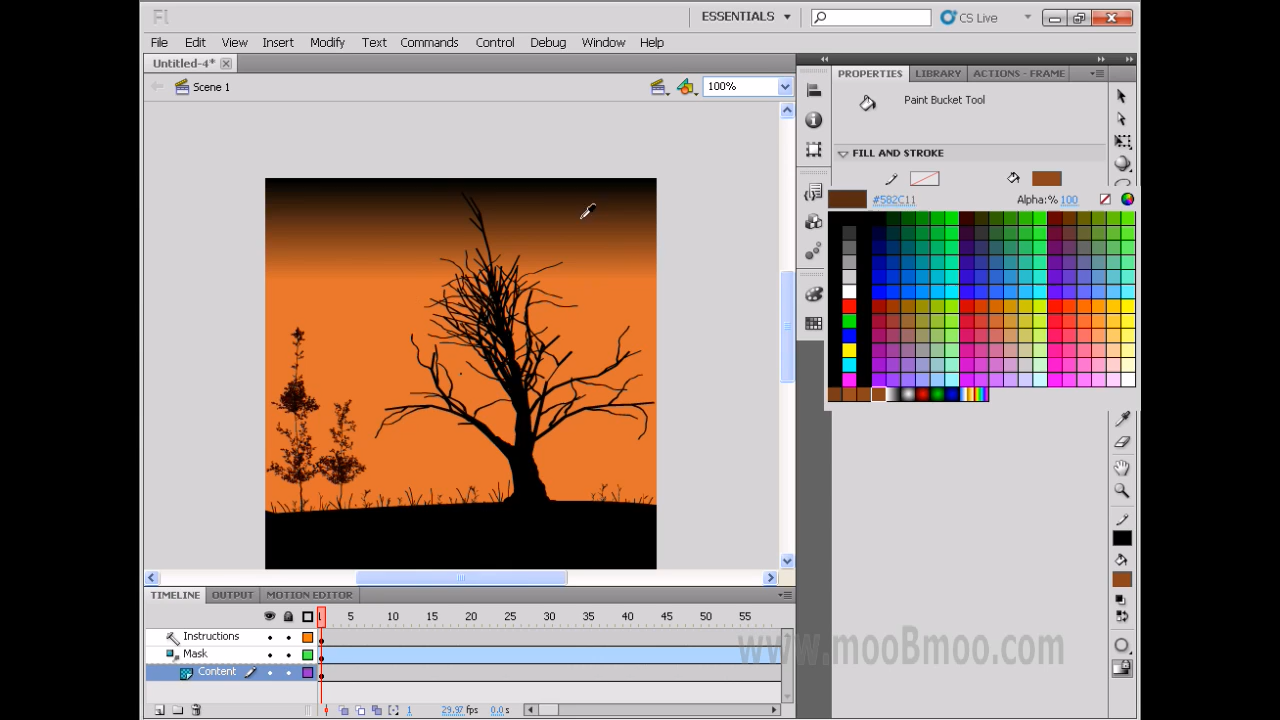 Fl
ESSENTIALS
CS Live
File Edit View Insert Modify Text Commands Control Debug Window Help
Untitled-4*
Scene 1
100%
PROPERTIES LIBRARY ACTIONS - FRAME
Paint Bucket Tool
FILL AND STROKE
#582C11 Alpha:% 100
TIMELINE OUTPUT MOTION EDITOR
1 5 10 15 20 25 30 35 40 45 50 55
Instructions
Mask
Content
1 29.97 fps 0.0s
www.mooBmoo.com